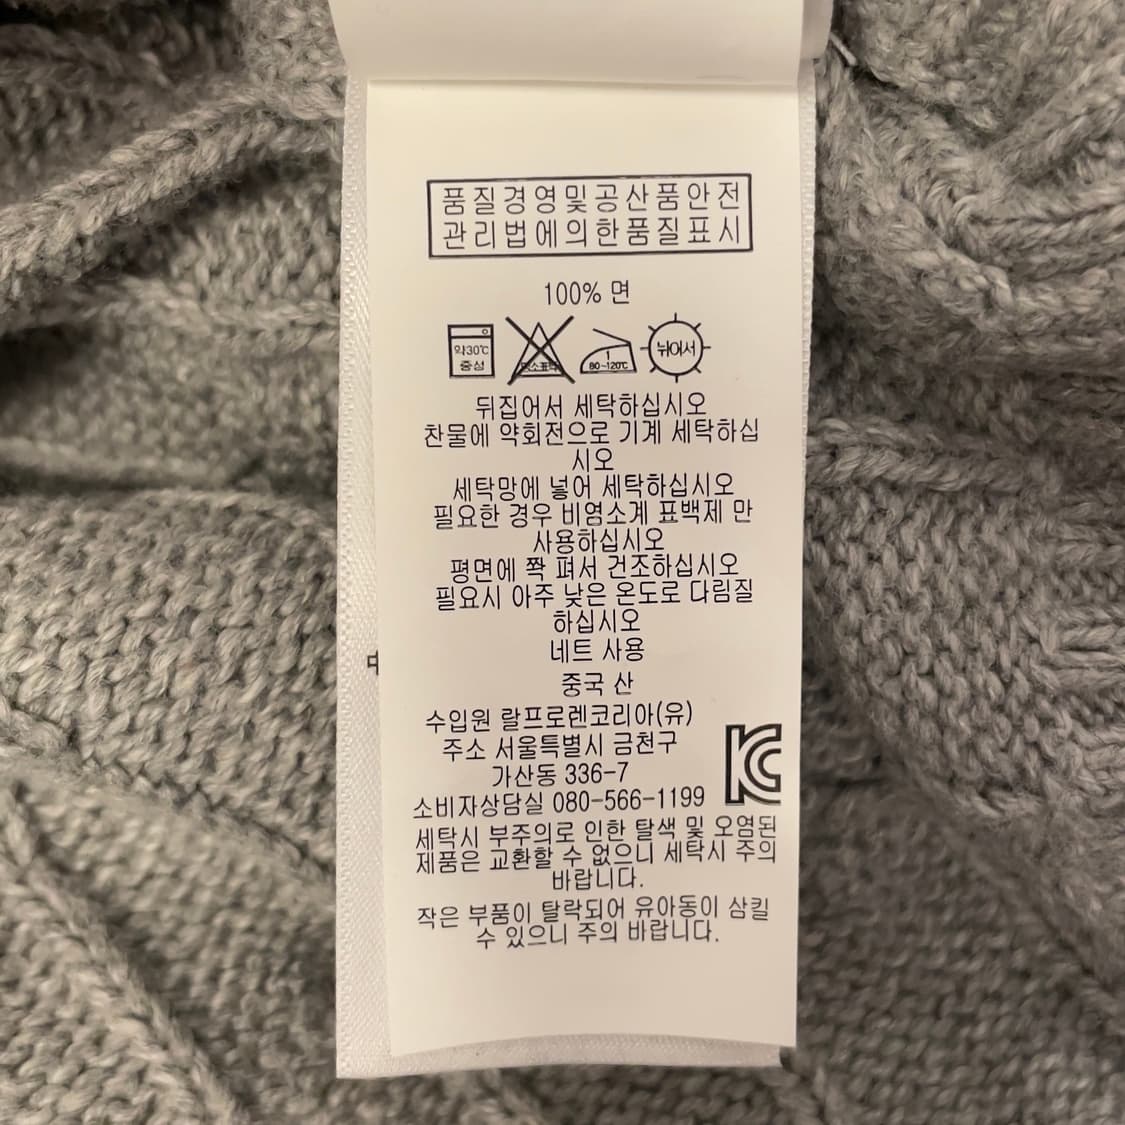 품질경영및공산품안전
관리법에의한품질표시
100% 면
약30℃
중성
염소표백
1
80~120℃
뉘어서
뒤집어서 세탁하십시오
찬물에 약회전으로 기계 세탁하십
시오
세탁망에 넣어 세탁하십시오
필요한 경우 비염소계 표백제 만
사용하십시오
평면에 쫙 펴서 건조하십시오
필요시 아주 낮은 온도로 다림질
하십시오
네트 사용
중국 산
수입원 랄프로렌코리아(유)
주소 서울특별시 금천구
가산동 336-7
소비자상담실 080-566-1199
KC
세탁시 부주의로 인한 탈색 및 오염된
제품은 교환할 수 없으니 세탁시 주의
바랍니다.
작은 부품이 탈락되어 유아동이 삼킬
수 있으니 주의 바랍니다.